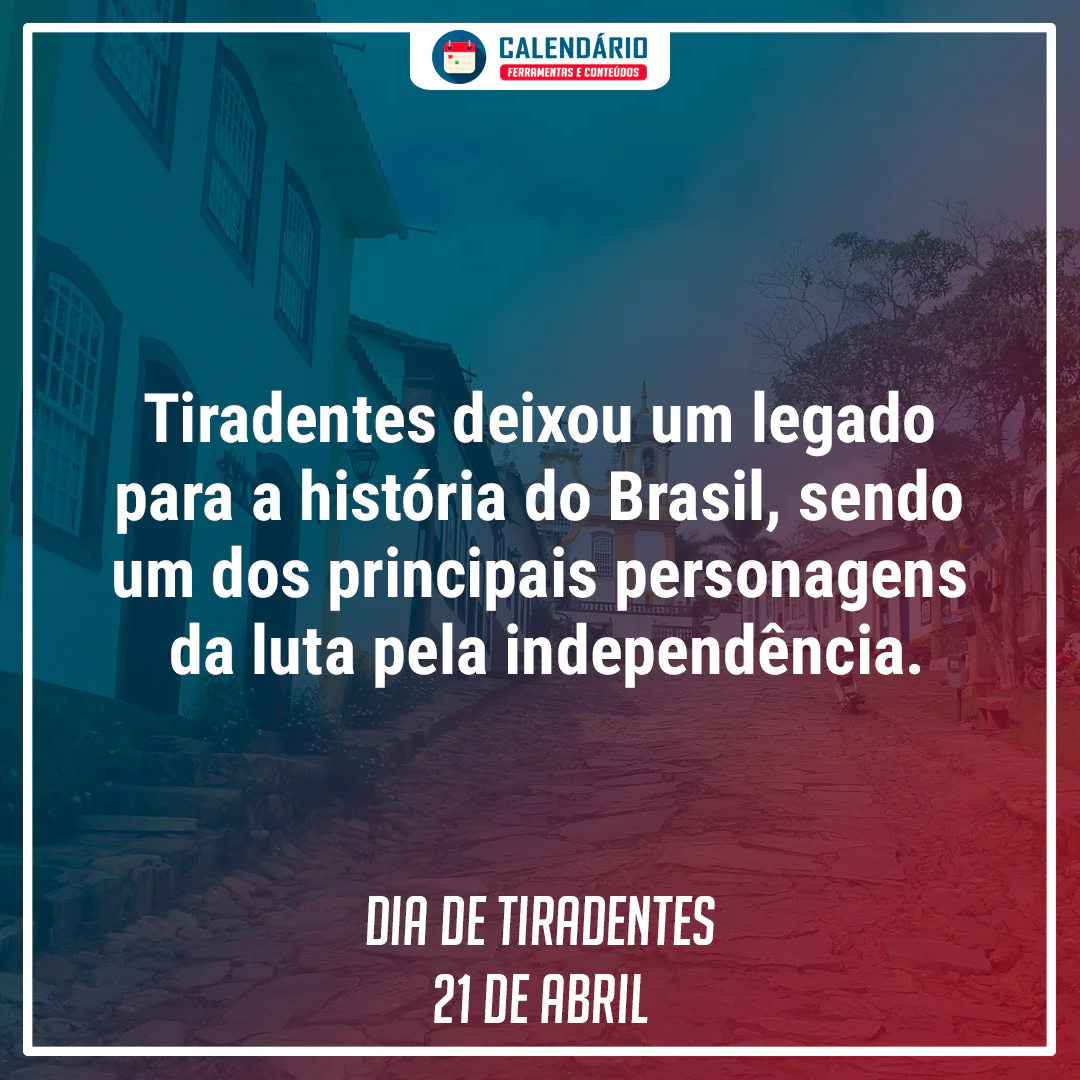 CALENDÁRIO
FERRAMENTAS E CONTEÚDOS
Tiradentes deixou um legado
para a história do Brasil, sendo
um dos principais personagens
da luta pela independência.
DIA DE TIRADENTES
21 DE ABRIL